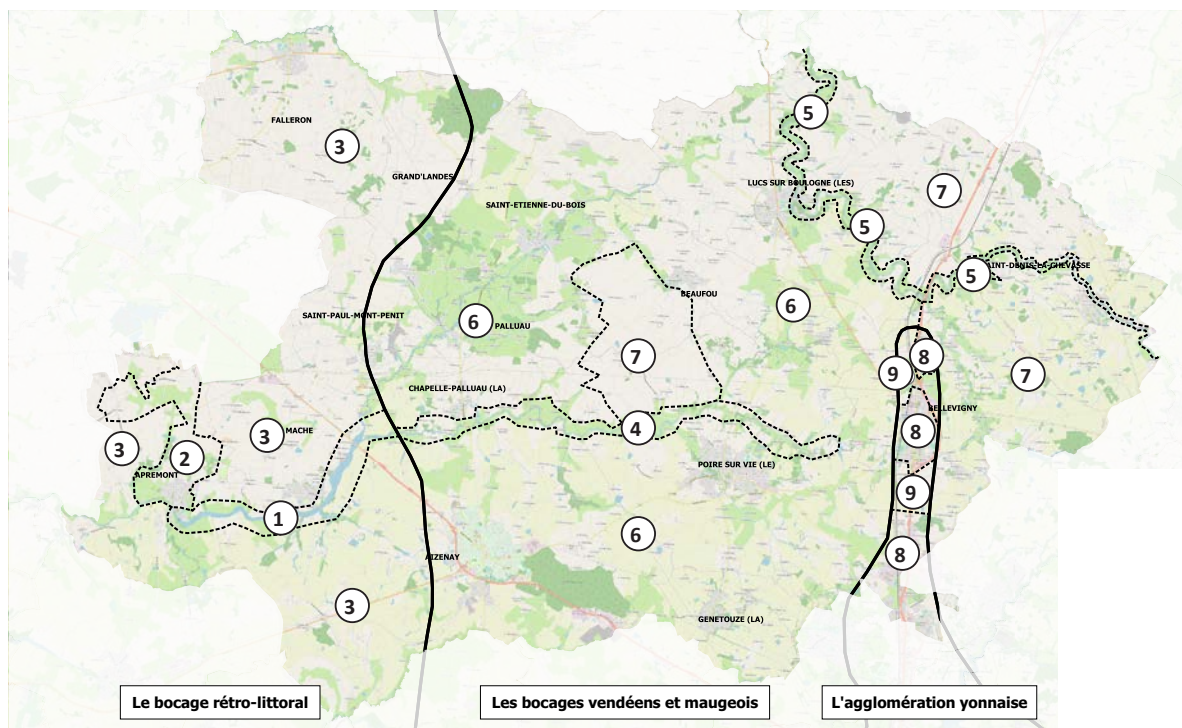 5
FALLERON
3
GRAND'LANDES
LUCS SUR BOULOGNE (LES)
7
SAINT-ETIENNE-DU-BOIS
5
5
SAINT-DENIS-LA-CHEVASSE
BEAUFOU
6
SAINT-PAUL-MONT-PENIT
6
PALLUAU
7
8
9
7
CHAPELLE-PALLUAU (LA)
BELLEVIGNY
3
MACHE
4
8
3
2
APREMONT
POIRE SUR VIE (LE)
9
1
6
AIZENAY
8
3
GENETOUZE (LA)
Le bocage rétro-littoral
Les bocages vendéens et maugeois
L'agglomération yonnaise